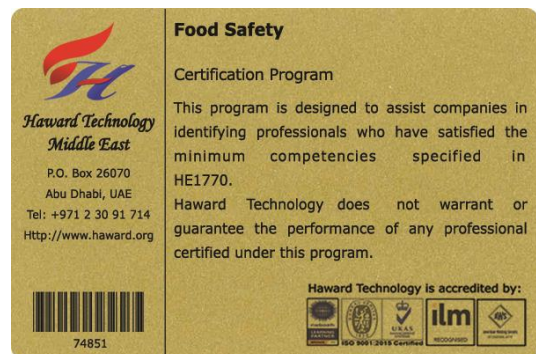 Haward Technology
Middle East
P.O. Box 26070
Abu Dhabi, UAE
Tel: +971 2 30 91 714
Http://www.haward.org
74851
Food Safety
Certification Program
This program is designed to assist companies in
identifying professionals who have satisfied the
minimum competencies specified in
HE1770.
Haward Technology does not warrant or
guarantee the performance of any professional
certified under this program.
Haward Technology is accredited by:
UKAS
ISO 9001:2015 Certified
ilm
RECOGNISED
AWS